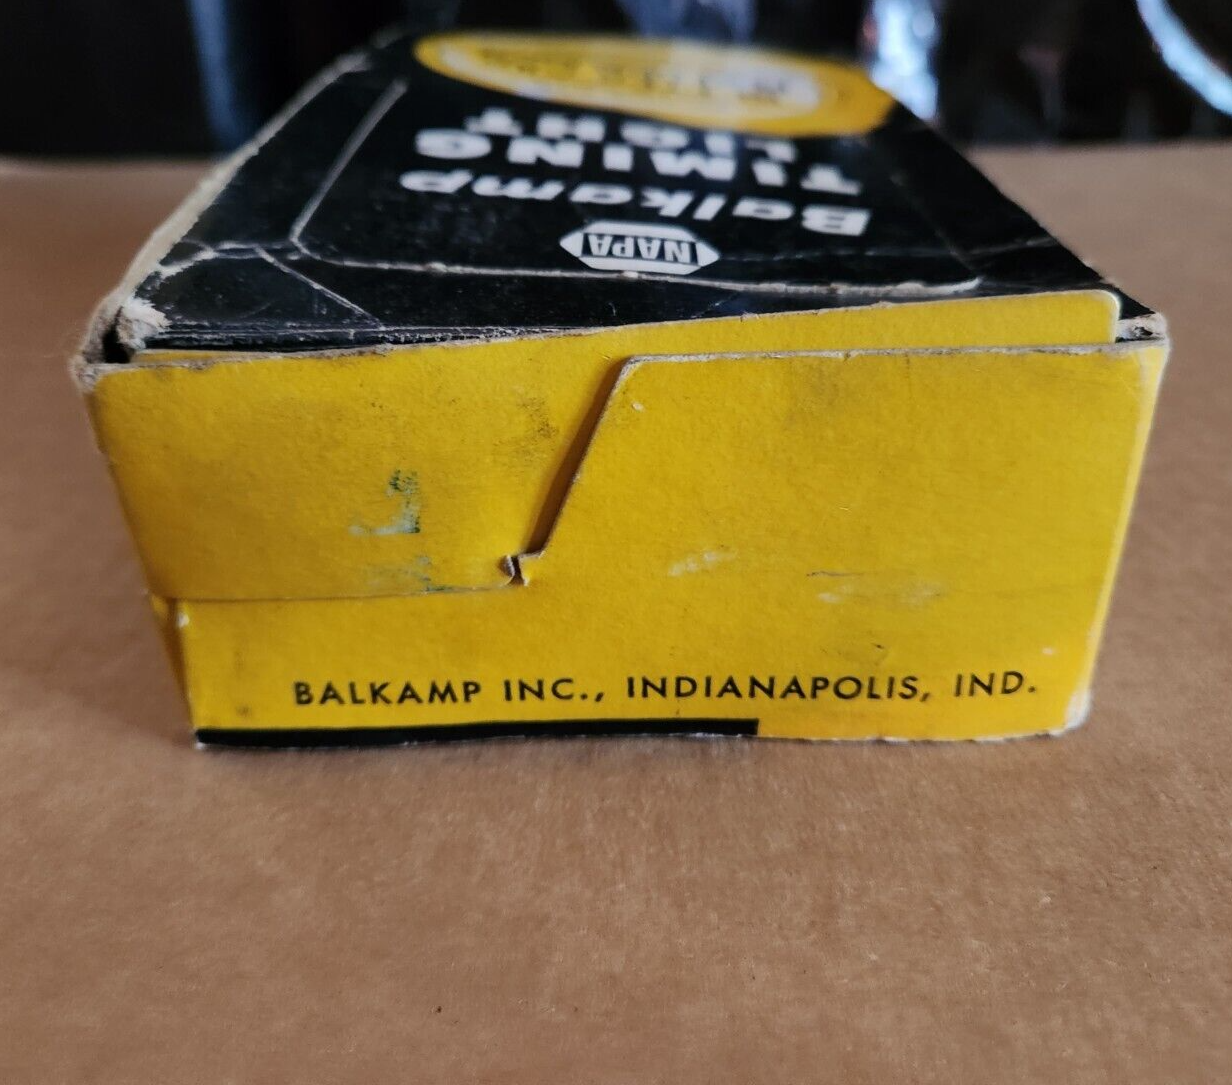 NAPA
Balkamp
TIMING
LIGHT
BALKAMP INC., INDIANAPOLIS, IND.